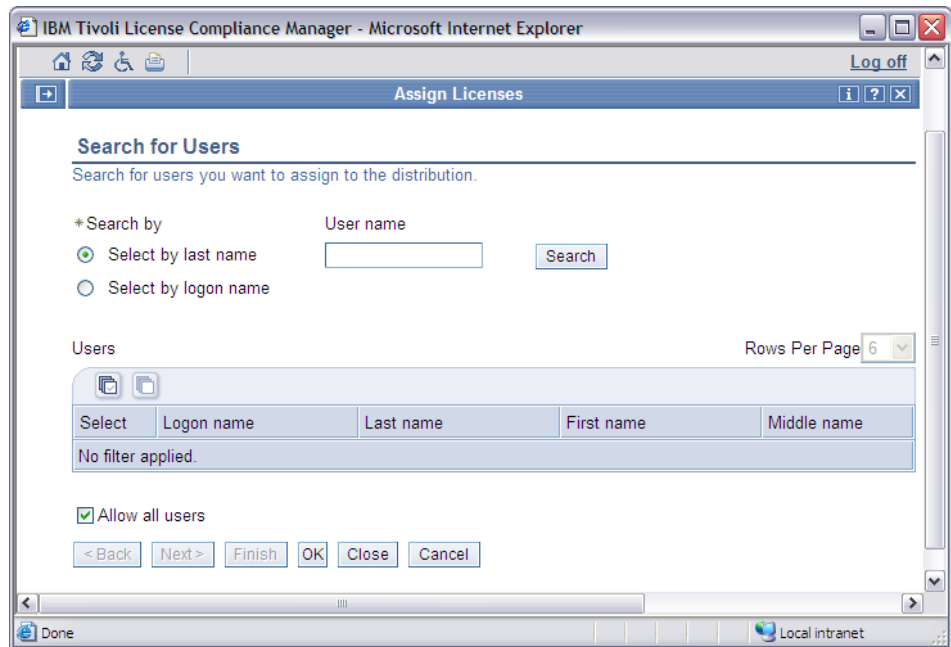 IBM Tivoli License Compliance Manager - Microsoft Internet Explorer
Log off
Assign Licenses
i ?
Search for Users
Search for users you want to assign to the distribution.
*Search by User name
Select by last name Search
Select by logon name
Users Rows Per Page 6
Select Logon name Last name First name Middle name
No filter applied.
Allow all users
< Back Next > Finish OK Close Cancel
Done Local intranet